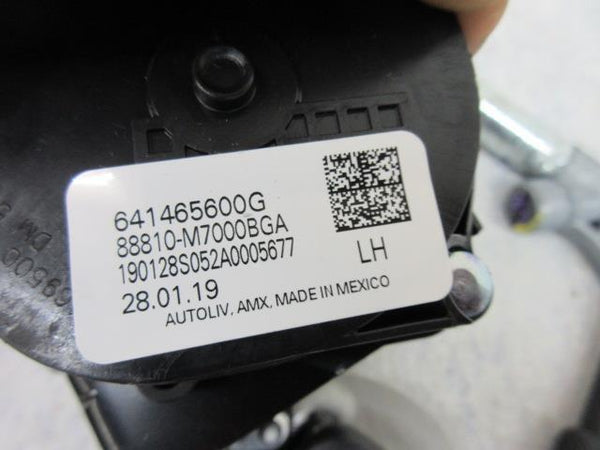 641465600G
88810-M7000BGA
190128S052A0005677
28.01.19
LH
AUTOLIV, AMX, MADE IN MEXICO